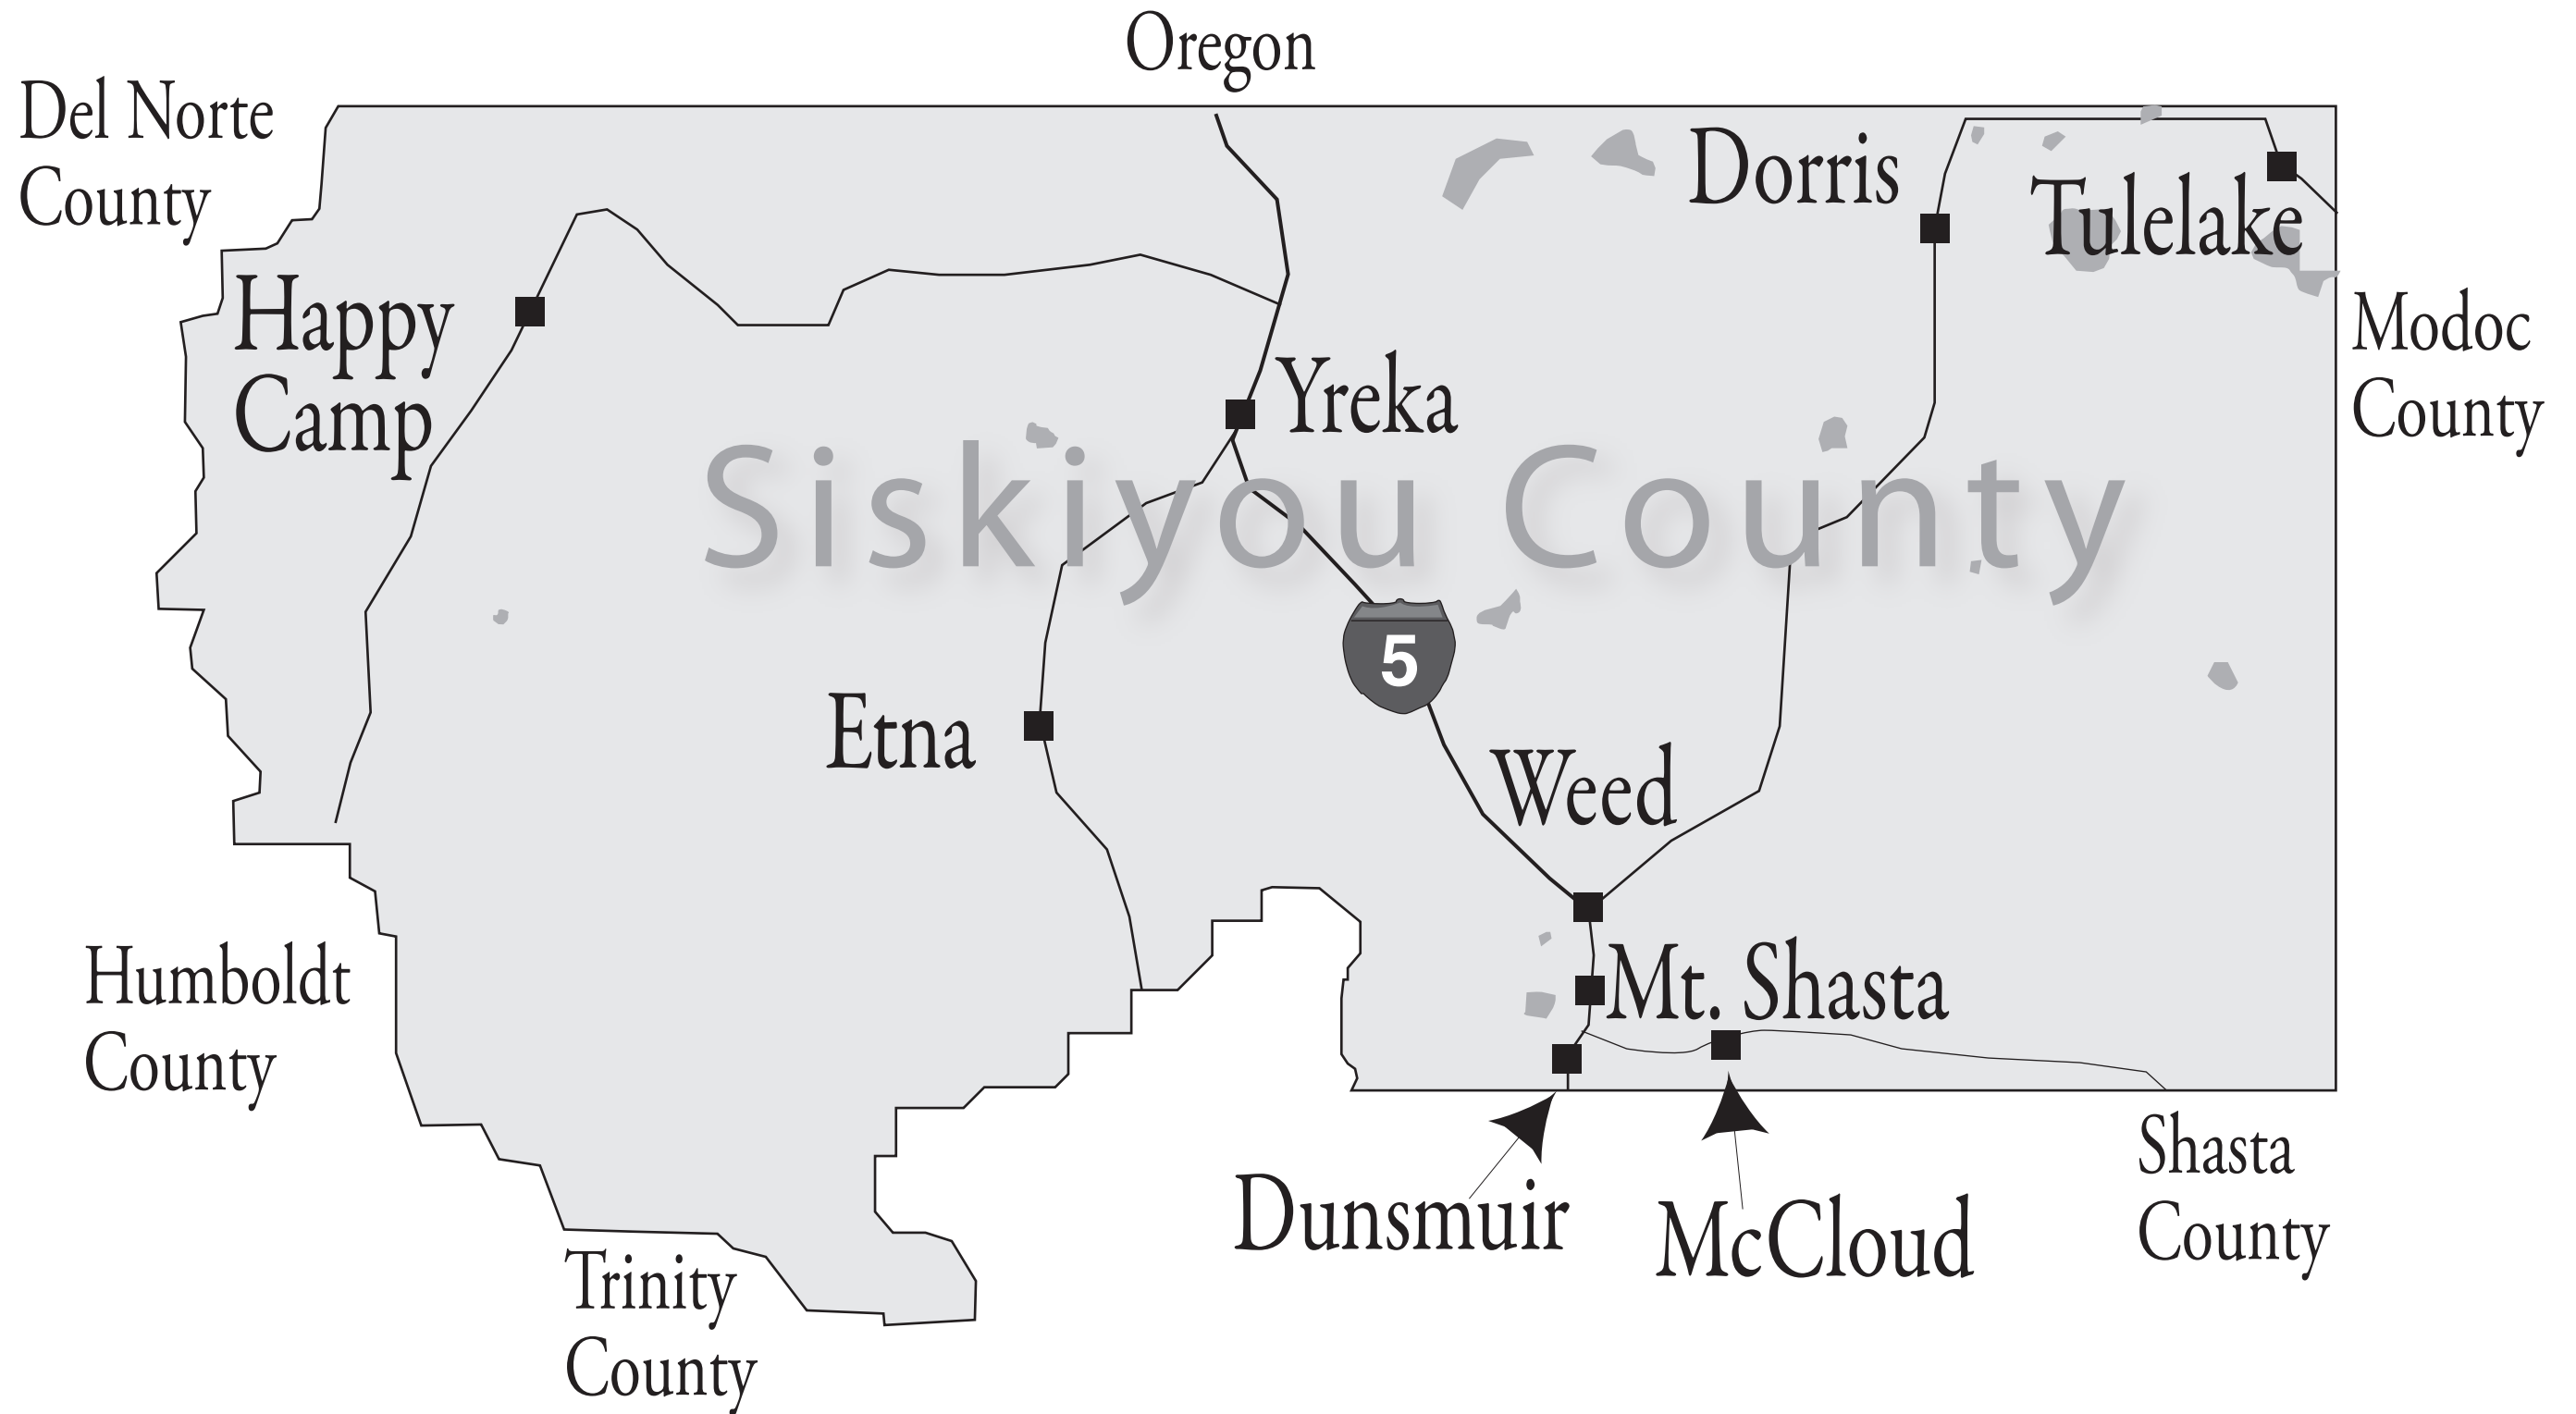 Oregon
Del Norte
County
Dorris
Tulelake
Happy
Camp
Modoc
County
Yreka
Siskiyou County
5
Etna
Weed
Humboldt
County
Mt. Shasta
Shasta
County
Dunsmuir
McCloud
Trinity
County